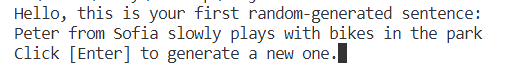 Hello, this is your first random-generated sentence:
Peter from Sofia slowly plays with bikes in the park
Click [Enter] to generate a new one.